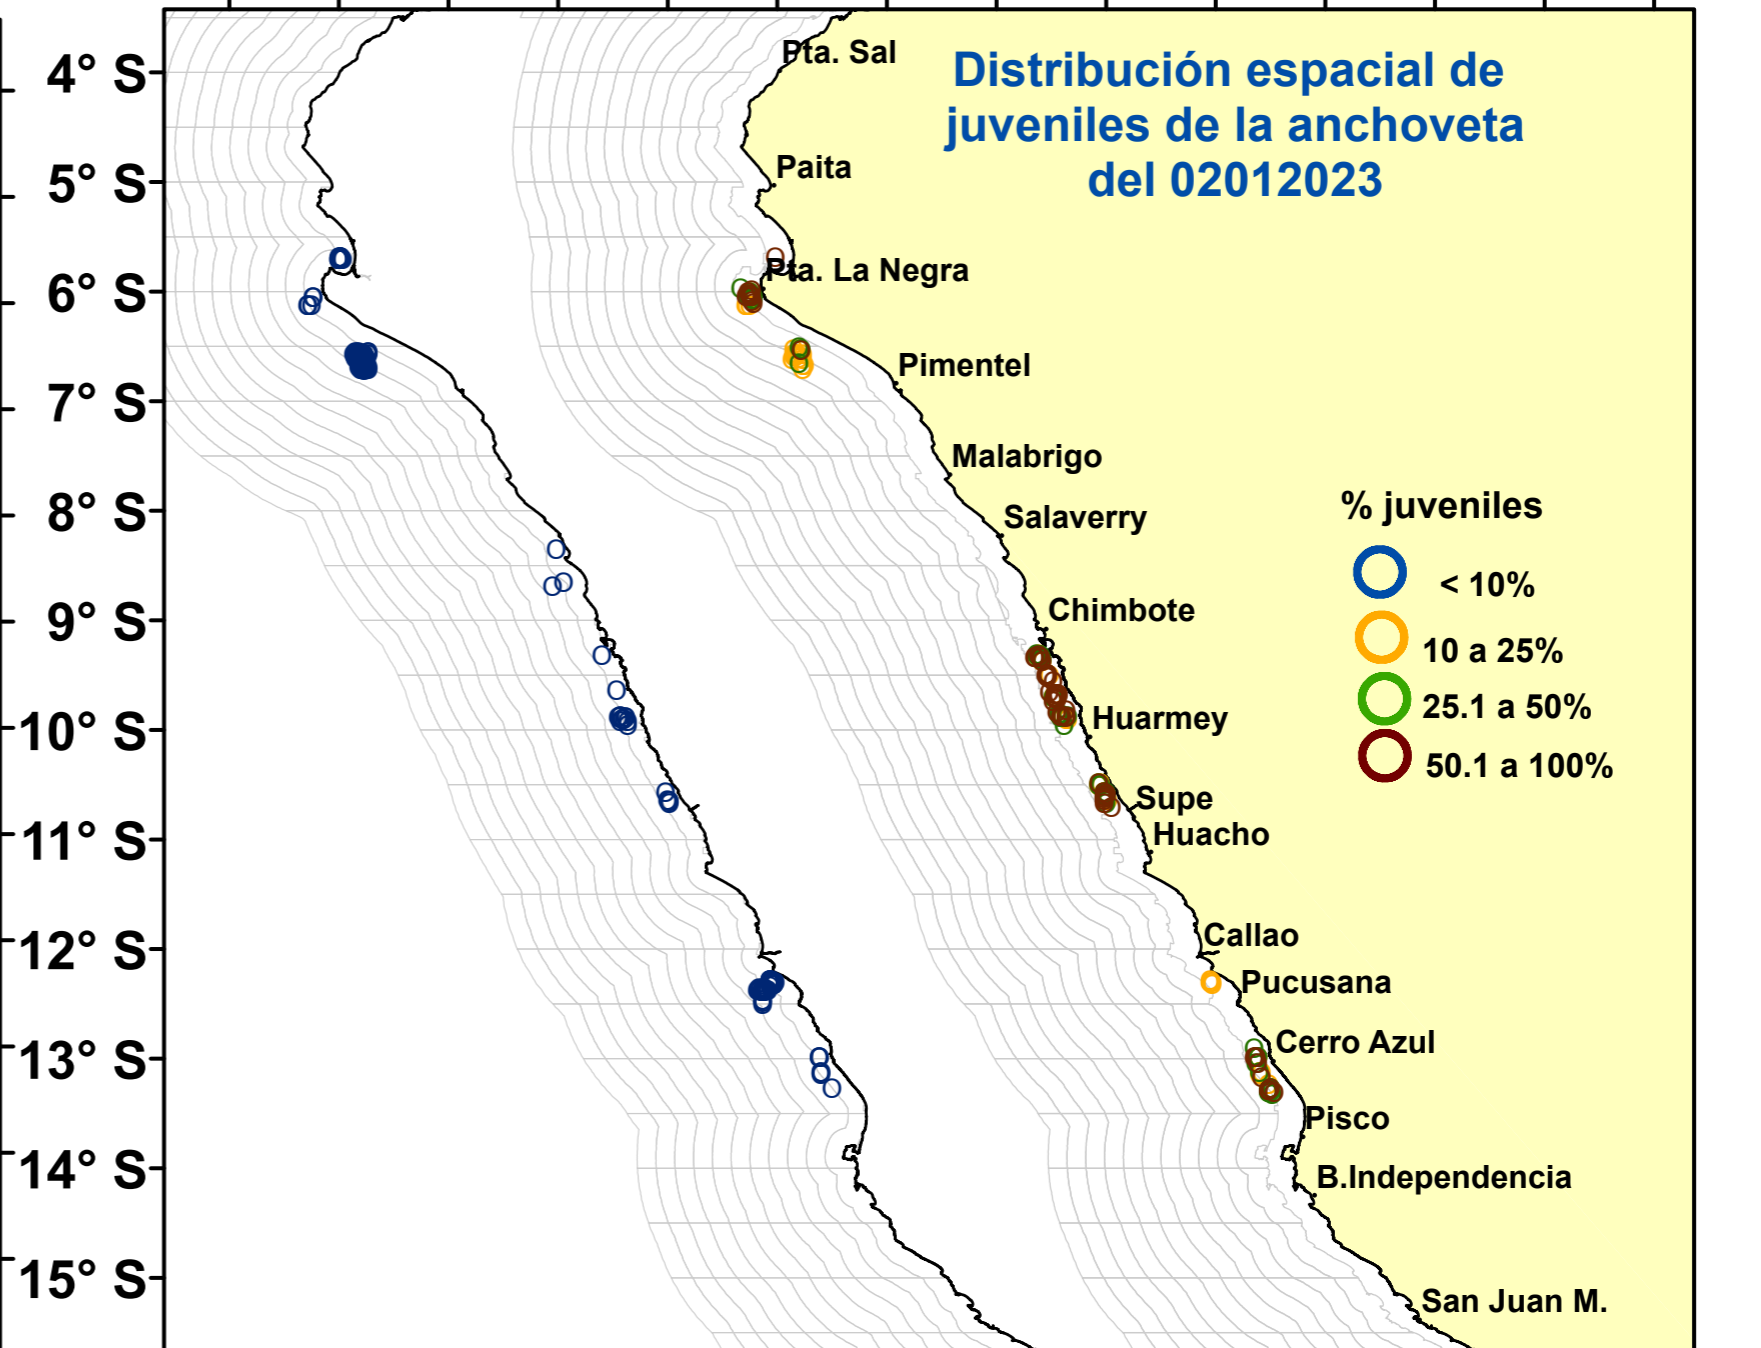 Distribución espacial de
juveniles de la anchoveta
del 02012023
4° S
5° S
6° S
7° S
8° S
9° S
10° S
11° S
12° S
13° S
14° S
15° S
Pta. Sal
Paita
Pta. La Negra
Pimentel
Malabrigo
Salaverry
Chimbote
Huarmey
Supe
Huacho
Callao
Pucusana
Cerro Azul
Pisco
B.Independencia
San Juan M.
% juveniles
< 10%
10 a 25%
25.1 a 50%
50.1 a 100%